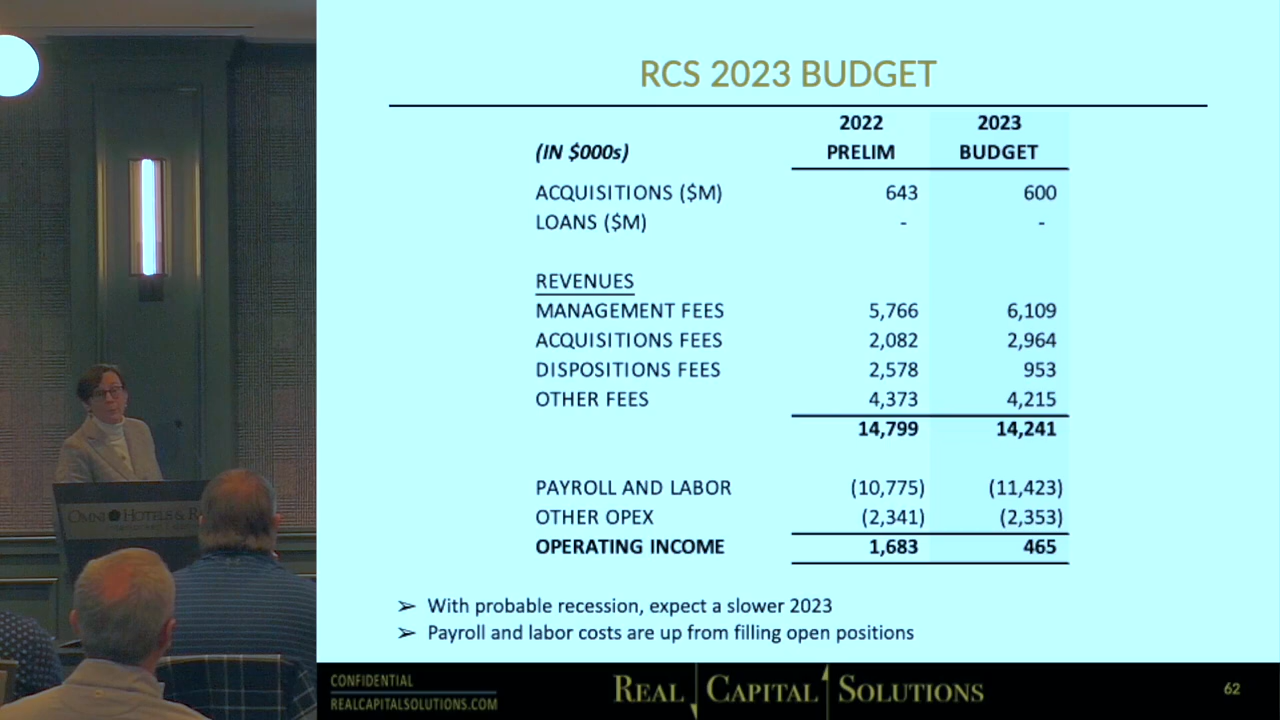 RCS 2023 BUDGET
2022 2023
(IN $000s) PRELIM BUDGET
ACQUISITIONS ($M) 643 600
LOANS ($M) - -
REVENUES
MANAGEMENT FEES 5,766 6,109
ACQUISITIONS FEES 2,082 2,964
DISPOSITIONS FEES 2,578 953
OTHER FEES 4,373 4,215
14,799 14,241
PAYROLL AND LABOR (10,775) (11,423)
OTHER OPEX (2,341) (2,353)
OPERATING INCOME 1,683 465
➢ With probable recession, expect a slower 2023
➢ Payroll and labor costs are up from filling open positions
CONFIDENTIAL
REALCAPITALSOLUTIONS.COM
REAL CAPITAL SOLUTIONS
62
OMNI HOTELS & R